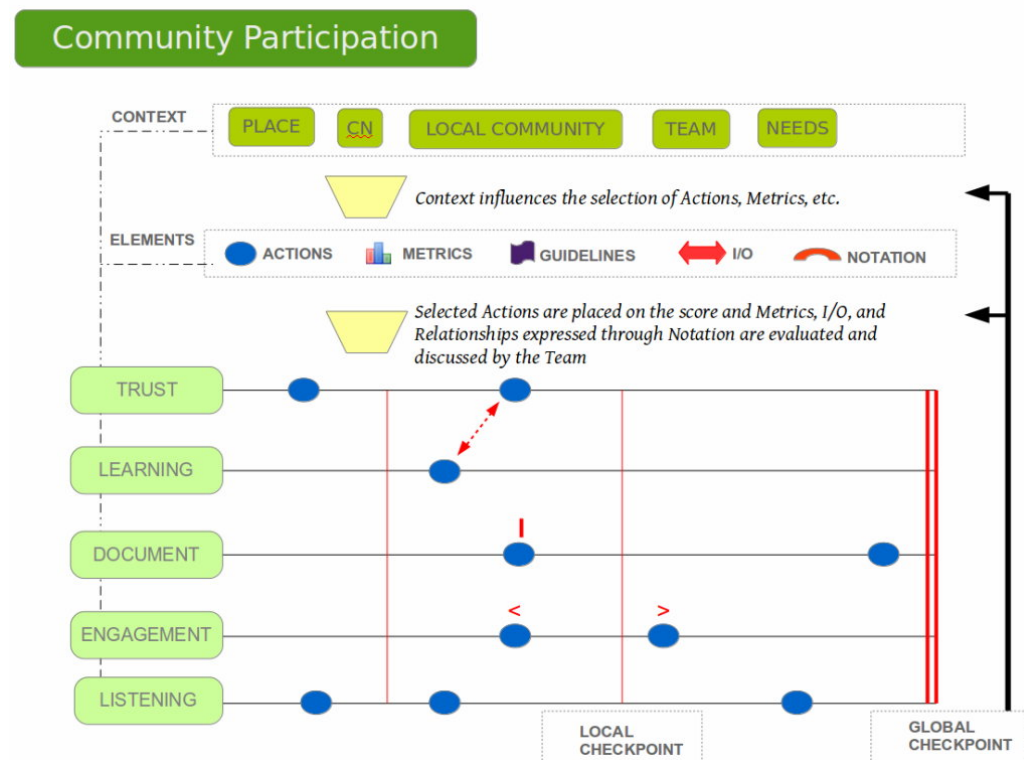 Community Participation
CONTEXT
PLACE
CN
LOCAL COMMUNITY
TEAM
NEEDS
Context influences the selection of Actions, Metrics, etc.
ELEMENTS
ACTIONS
METRICS
GUIDELINES
I/O
NOTATION
Selected Actions are placed on the score and Metrics, I/O, and
Relationships expressed through Notation are evaluated and
discussed by the Team
TRUST
LEARNING
DOCUMENT
<
>
ENGAGEMENT
LISTENING
LOCAL
CHECKPOINT
GLOBAL
CHECKPOINT